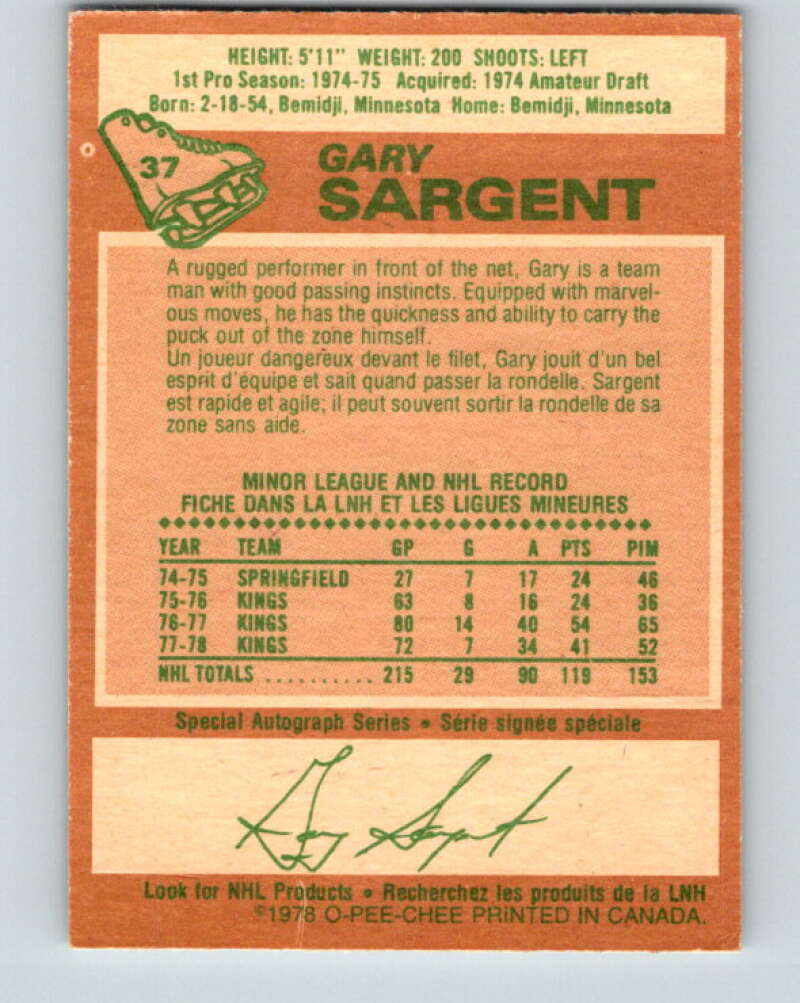 HEIGHT: 5'11" WEIGHT: 200 SHOOTS: LEFT
1st Pro Season: 1974-75 Acquired: 1974 Amateur Draft
Born: 2-18-54, Bemidji, Minnesota Home: Bemidji, Minnesota
37
GARY
SARGENT
A rugged performer in front of the net, Gary is a team
man with good passing instincts. Equipped with marvel-
ous moves, he has the quickness and ability to carry the
puck out of the zone himself.
Un joueur dangereux devant le filet, Gary jouit d'un bel
esprit d'équipe et sait quand passer la rondelle. Sargent
est rapide et agile; il peut souvent sortir la rondelle de sa
zone sans aide.
MINOR LEAGUE AND NHL RECORD
FICHE DANS LA LNH ET LES LIGUES MINEURES
YEAR TEAM GP G A PTS PIM
74-75 SPRINGFIELD 27 7 17 24 46
75-76 KINGS 63 8 16 24 36
76-77 KINGS 80 14 40 54 65
77-78 KINGS 72 7 34 41 52
NHL TOTALS .......... 215 29 90 119 153
Special Autograph Series • Série signée spéciale
Gary Sargent
Look for NHL Products • Recherchez les produits de la LNH
©1978 O-PEE-CHEE PRINTED IN CANADA.